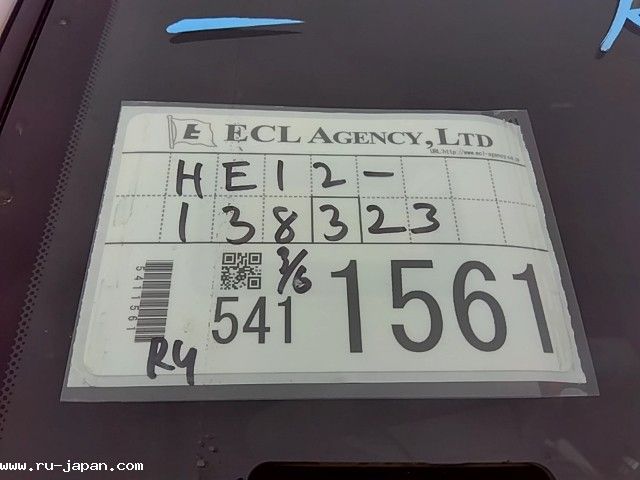 E ECL AGENCY, LTD
URL.http://www.ecl-agency.co.jp
HE12-
138323
2/6
5411561
541 1561
RY
www.ru-japan.com